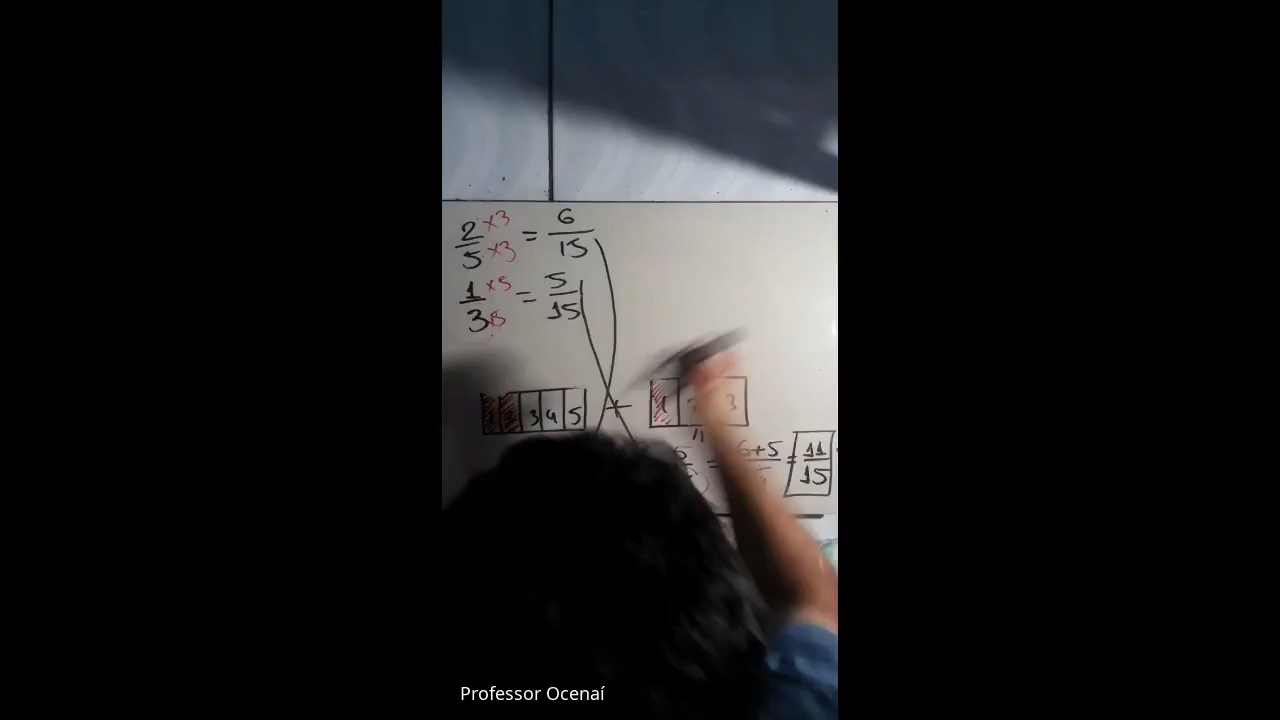 2/5 ×3 ×3 = 6/15
1/3 ×5 = 5/15
3 4 5 + 1 3
6+5 = 11/15
Professor Ocenaí